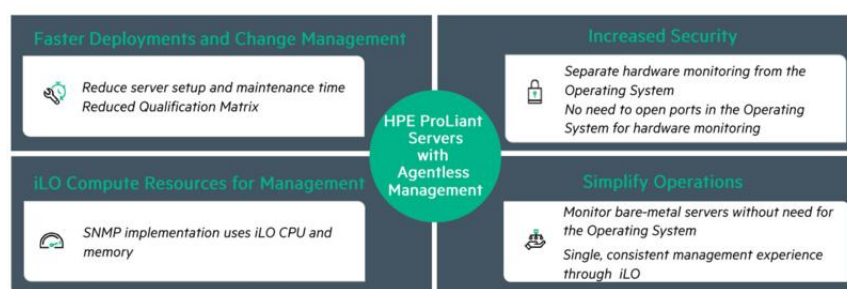 Faster Deployments and Change Management
Reduce server setup and maintenance time
Reduced Qualification Matrix
Increased Security
Separate hardware monitoring from the
Operating System
No need to open ports in the Operating
System for hardware monitoring
HPE ProLiant
Servers
with
Agentless
Management
iLO Compute Resources for Management
SNMP implementation uses iLO CPU and
memory
Simplify Operations
Monitor bare-metal servers without need for
the Operating System
Single, consistent management experience
through iLO